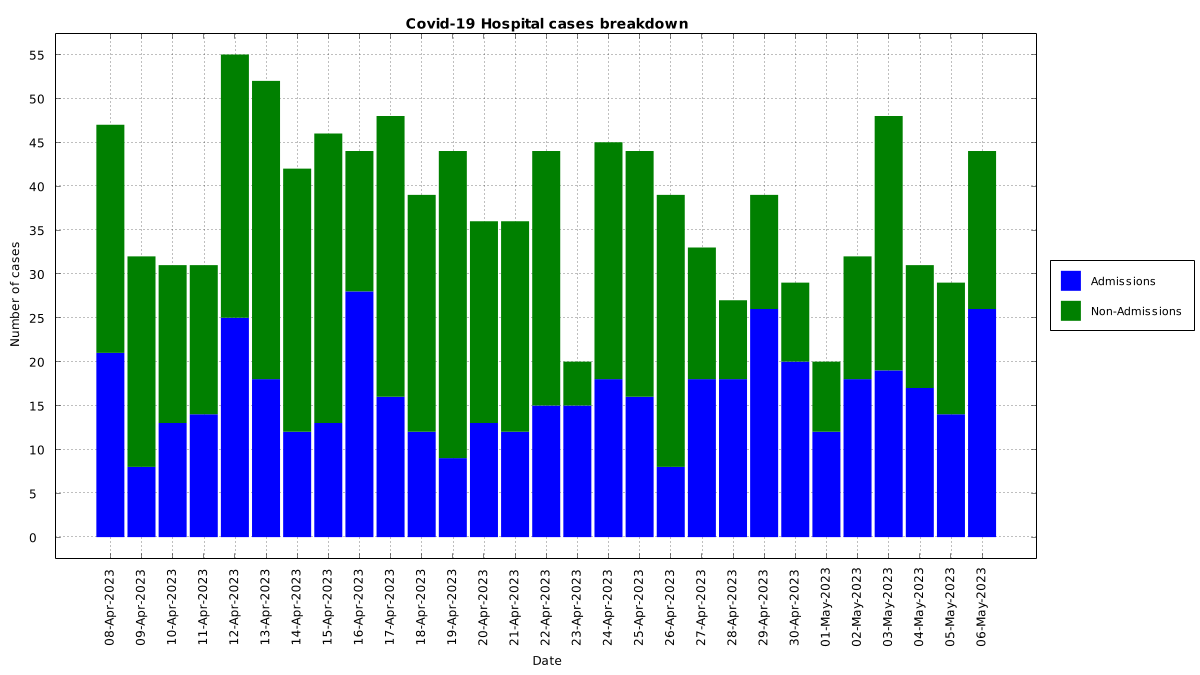 Covid-19 Hospital cases breakdown
55
50
45
40
35
30
25
20
15
10
5
0
Number of cases
08-Apr-2023
09-Apr-2023
10-Apr-2023
11-Apr-2023
12-Apr-2023
13-Apr-2023
14-Apr-2023
15-Apr-2023
16-Apr-2023
17-Apr-2023
18-Apr-2023
19-Apr-2023
20-Apr-2023
21-Apr-2023
22-Apr-2023
23-Apr-2023
24-Apr-2023
25-Apr-2023
26-Apr-2023
27-Apr-2023
28-Apr-2023
29-Apr-2023
30-Apr-2023
01-May-2023
02-May-2023
03-May-2023
04-May-2023
05-May-2023
06-May-2023
Date
Admissions
Non-Admissions